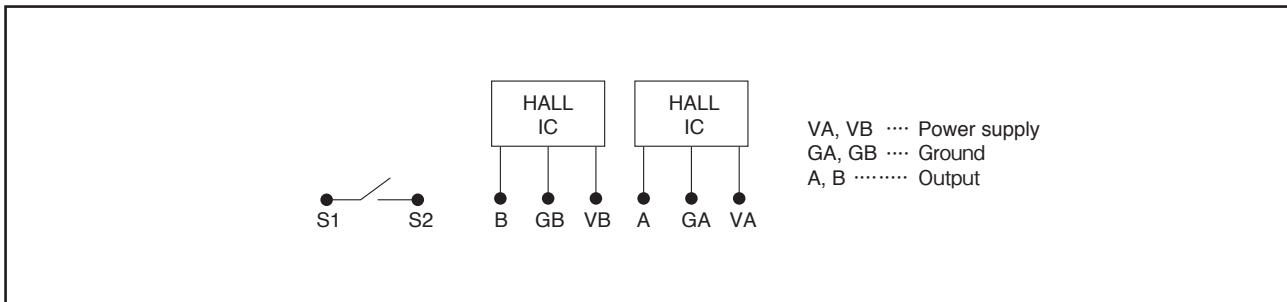 HALL
IC
HALL
IC
VA, VB ···· Power supply
GA, GB ···· Ground
A, B ········· Output
S1 S2 B GB VB A GA VA